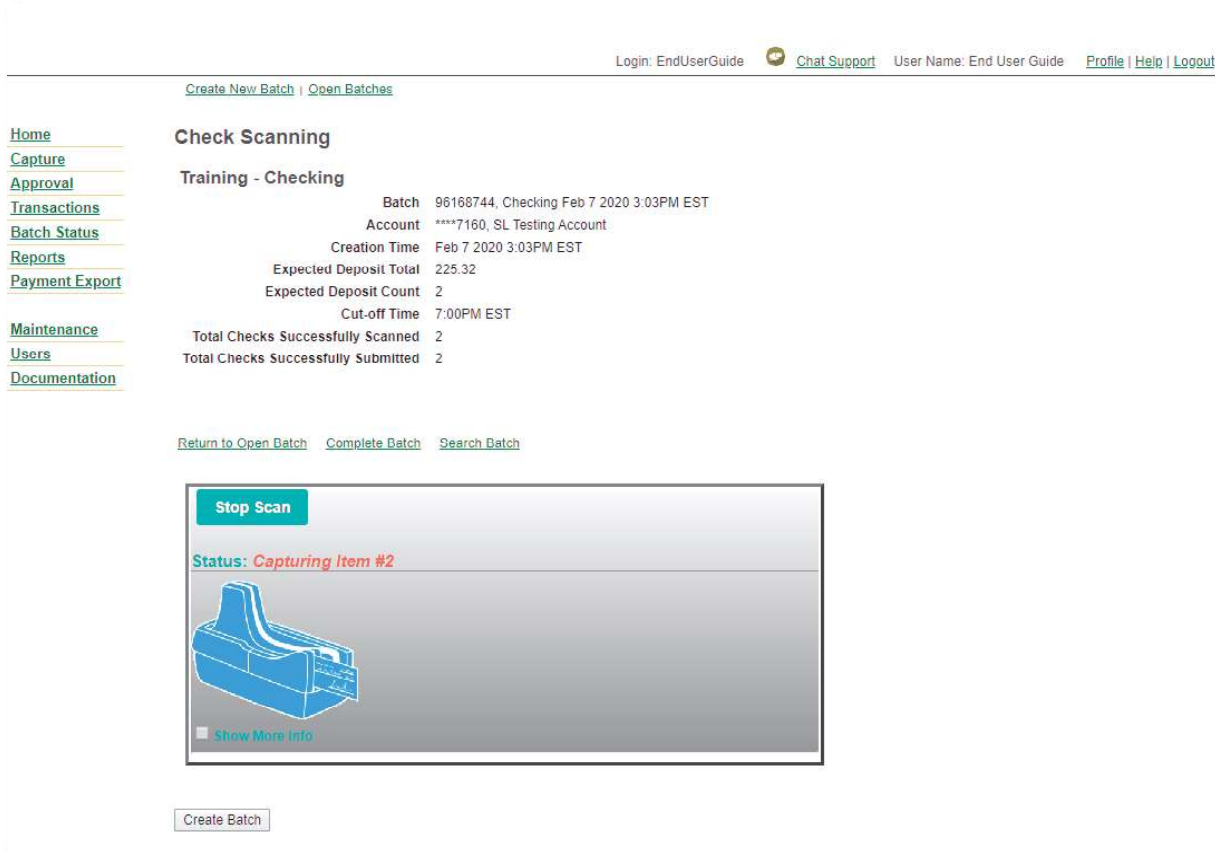 Login: EndUserGuide Chat Support User Name: End User Guide Profile | Help | Logout
Create New Batch | Open Batches
Home
Capture
Approval
Transactions
Batch Status
Reports
Payment Export
Maintenance
Users
Documentation
Check Scanning
Training - Checking
Batch 96168744, Checking Feb 7 2020 3:03PM EST
Account ****7160, SL Testing Account
Creation Time Feb 7 2020 3:03PM EST
Expected Deposit Total 225.32
Expected Deposit Count 2
Cut-off Time 7:00PM EST
Total Checks Successfully Scanned 2
Total Checks Successfully Submitted 2
Return to Open Batch Complete Batch Search Batch
Stop Scan
Status: Capturing Item #2
Show More Info
Create Batch